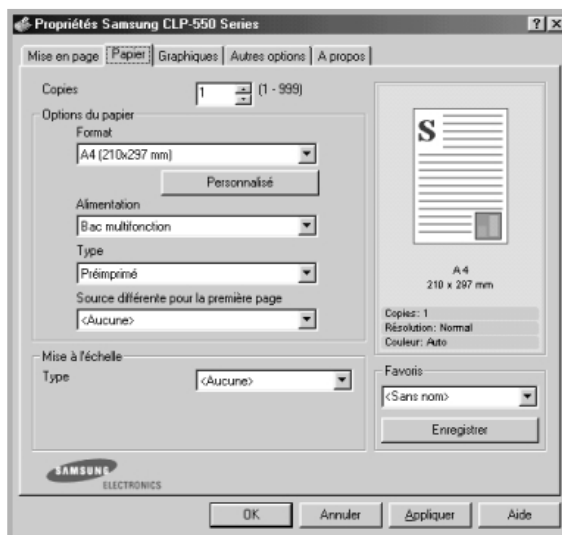 Propriétés Samsung CLP-550 Series
Mise en page Papier Graphiques Autres options A propos
Copies 1 (1 - 999)
Options du papier
Format
A4 (210x297 mm)
Personnalisé
Alimentation
Bac multifonction
Type
Préimprimé
Source différente pour la première page
<Aucune>
Mise à l'échelle
Type <Aucune>
S
A4
210 x 297 mm
Copies: 1
Résolution: Normal
Couleur: Auto
Favoris
<Sans nom>
Enregistrer
SAMSUNG
ELECTRONICS
OK Annuler Appliquer Aide